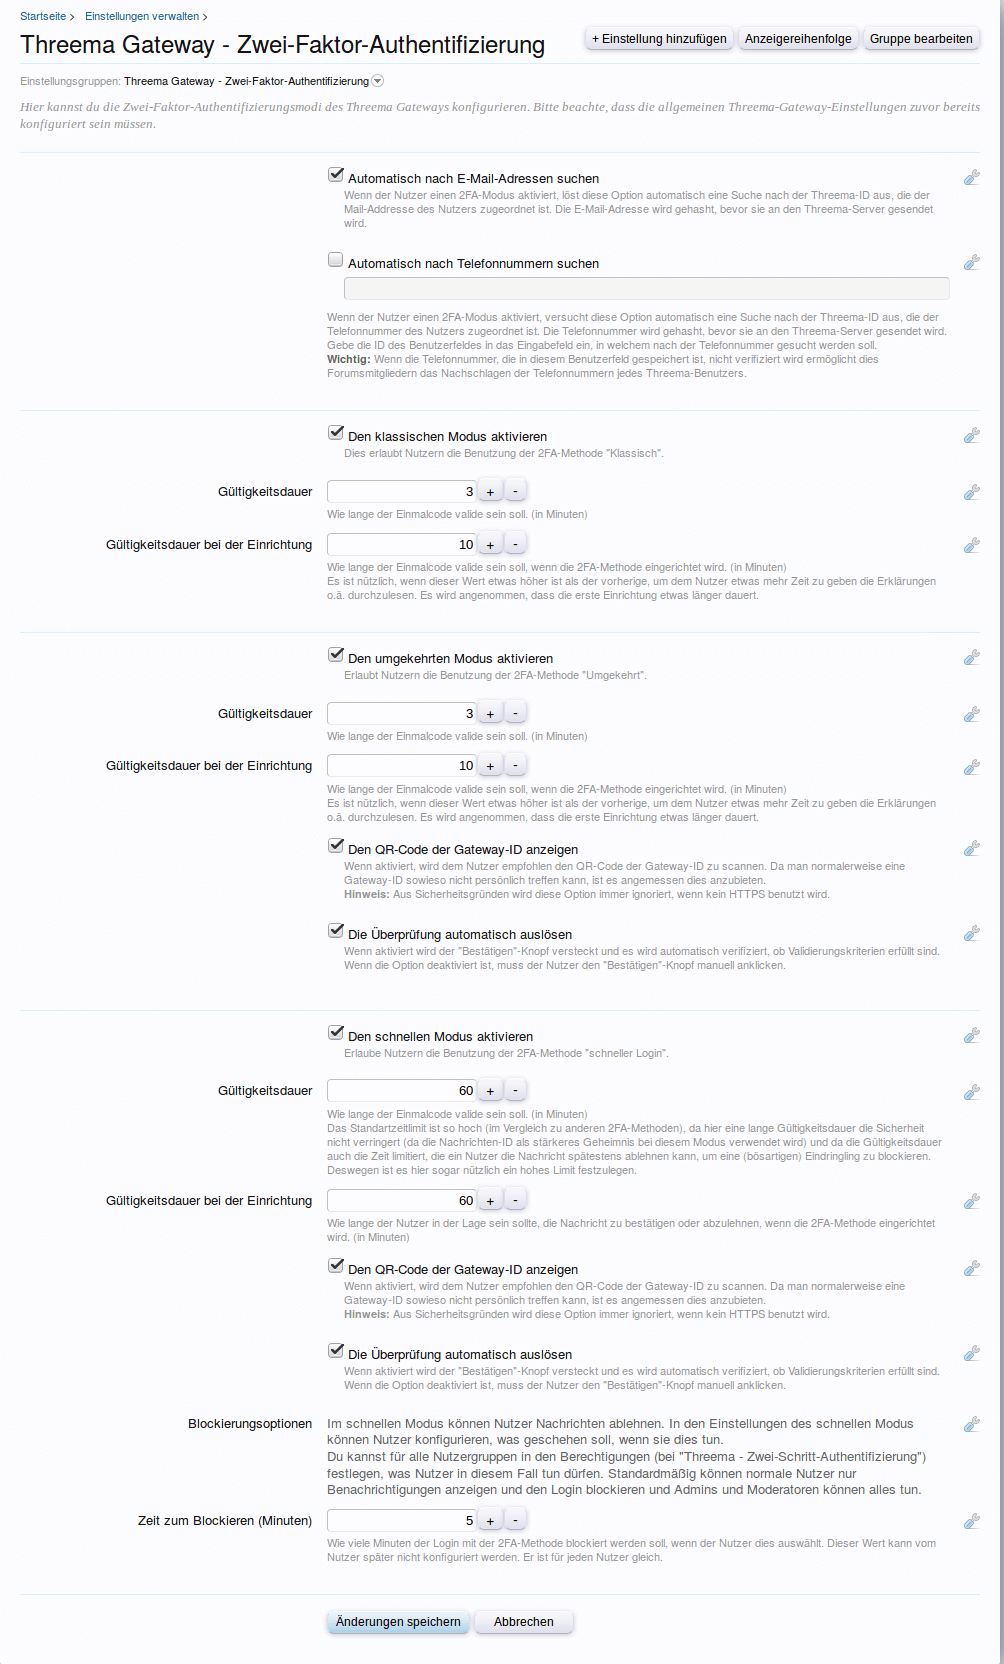 Startseite > Einstellungen verwalten >
Threema Gateway - Zwei-Faktor-Authentifizierung
+ Einstellung hinzufügen
Anzeigereihenfolge
Gruppe bearbeiten
Einstellungsgruppen: Threema Gateway - Zwei-Faktor-Authentifizierung
Hier kannst du die Zwei-Faktor-Authentifizierungsmodi des Threema Gateways konfigurieren. Bitte beachte, dass die allgemeinen Threema-Gateway-Einstellungen zuvor bereits
konfiguriert sein müssen.
Automatisch nach E-Mail-Adressen suchen
Wenn der Nutzer einen 2FA-Modus aktiviert, löst diese Option automatisch eine Suche nach der Threema-ID aus, die der
Mail-Addresse des Nutzers zugeordnet ist. Die E-Mail-Adresse wird gehasht, bevor sie an den Threema-Server gesendet
wird.
Automatisch nach Telefonnummern suchen
Wenn der Nutzer einen 2FA-Modus aktiviert, versucht diese Option automatisch eine Suche nach der Threema-ID aus, die der
Telefonnummer des Nutzers zugeordnet ist. Die Telefonnummer wird gehasht, bevor sie an den Threema-Server gesendet wird.
Gebe die ID des Benutzerfeldes in das Eingabefeld ein, in welchem nach der Telefonnummer gesucht werden soll.
Wichtig: Wenn die Telefonnummer, die in diesem Benutzerfeld gespeichert ist, nicht verifiziert wird ermöglicht dies
Forumsmitgliedern das Nachschlagen der Telefonnummern jedes Threema-Benutzers.
Den klassischen Modus aktivieren
Dies erlaubt Nutzern die Benutzung der 2FA-Methode "Klassisch".
Gültigkeitsdauer 3 + -
Wie lange der Einmalcode valide sein soll. (in Minuten)
Gültigkeitsdauer bei der Einrichtung 10 + -
Wie lange der Einmalcode valide sein soll, wenn die 2FA-Methode eingerichtet wird. (in Minuten)
Es ist nützlich, wenn dieser Wert etwas höher ist als der vorherige, um dem Nutzer etwas mehr Zeit zu geben die Erklärungen
o.ä. durchzulesen. Es wird angenommen, dass die erste Einrichtung etwas länger dauert.
Den umgekehrten Modus aktivieren
Erlaubt Nutzern die Benutzung der 2FA-Methode "Umgekehrt".
Gültigkeitsdauer 3 + -
Wie lange der Einmalcode valide sein soll. (in Minuten)
Gültigkeitsdauer bei der Einrichtung 10 + -
Wie lange der Einmalcode valide sein soll, wenn die 2FA-Methode eingerichtet wird. (in Minuten)
Es ist nützlich, wenn dieser Wert etwas höher ist als der vorherige, um dem Nutzer etwas mehr Zeit zu geben die Erklärungen
o.ä. durchzulesen. Es wird angenommen, dass die erste Einrichtung etwas länger dauert.
Den QR-Code der Gateway-ID anzeigen
Wenn aktiviert, wird dem Nutzer empfohlen den QR-Code der Gateway-ID zu scannen. Da man normalerweise eine
Gateway-ID sowieso nicht persönlich treffen kann, ist es angemessen dies anzubieten.
Hinweis: Aus Sicherheitsgründen wird diese Option immer ignoriert, wenn kein HTTPS benutzt wird.
Die Überprüfung automatisch auslösen
Wenn aktiviert wird der "Bestätigen"-Knopf versteckt und es wird automatisch verifiziert, ob Validierungskriterien erfüllt sind.
Wenn die Option deaktiviert ist, muss der Nutzer den "Bestätigen"-Knopf manuell anklicken.
Den schnellen Modus aktivieren
Erlaube Nutzern die Benutzung der 2FA-Methode "schneller Login".
Gültigkeitsdauer 60 + -
Wie lange der Einmalcode valide sein soll. (in Minuten)
Das Standartzeitlimit ist so hoch (im Vergleich zu anderen 2FA-Methoden), da hier eine lange Gültigkeitsdauer die Sicherheit
nicht verringert (da die Nachrichten-ID als stärkeres Geheimnis bei diesem Modus verwendet wird) und da die Gültigkeitsdauer
auch die Zeit limitiert, die ein Nutzer die Nachricht spätestens ablehnen kann, um eine (bösartigen) Eindringling zu blockieren.
Deswegen ist es hier sogar nützlich ein hohes Limit festzulegen.
Gültigkeitsdauer bei der Einrichtung 60 + -
Wie lange der Nutzer in der Lage sein sollte, die Nachricht zu bestätigen oder abzulehnen, wenn die 2FA-Methode eingerichtet
wird. (in Minuten)
Den QR-Code der Gateway-ID anzeigen
Wenn aktiviert, wird dem Nutzer empfohlen den QR-Code der Gateway-ID zu scannen. Da man normalerweise eine
Gateway-ID sowieso nicht persönlich treffen kann, ist es angemessen dies anzubieten.
Hinweis: Aus Sicherheitsgründen wird diese Option immer ignoriert, wenn kein HTTPS benutzt wird.
Die Überprüfung automatisch auslösen
Wenn aktiviert wird der "Bestätigen"-Knopf versteckt und es wird automatisch verifiziert, ob Validierungskriterien erfüllt sind.
Wenn die Option deaktiviert ist, muss der Nutzer den "Bestätigen"-Knopf manuell anklicken.
Blockierungsoptionen Im schnellen Modus können Nutzer Nachrichten ablehnen. In den Einstellungen des schnellen Modus
können Nutzer konfigurieren, was geschehen soll, wenn sie dies tun.
Du kannst für alle Nutzergruppen in den Berechtigungen (bei "Threema - Zwei-Schritt-Authentifizierung")
festlegen, was Nutzer in diesem Fall tun dürfen. Standardmäßig können normale Nutzer nur
Benachrichtigungen anzeigen und den Login blockieren und Admins und Moderatoren können alles tun.
Zeit zum Blockieren (Minuten) 5 + -
Wie viele Minuten der Login mit der 2FA-Methode blockiert werden soll, wenn der Nutzer dies auswählt. Dieser Wert kann vom
Nutzer später nicht konfiguriert werden. Er ist für jeden Nutzer gleich.
Änderungen speichern
Abbrechen